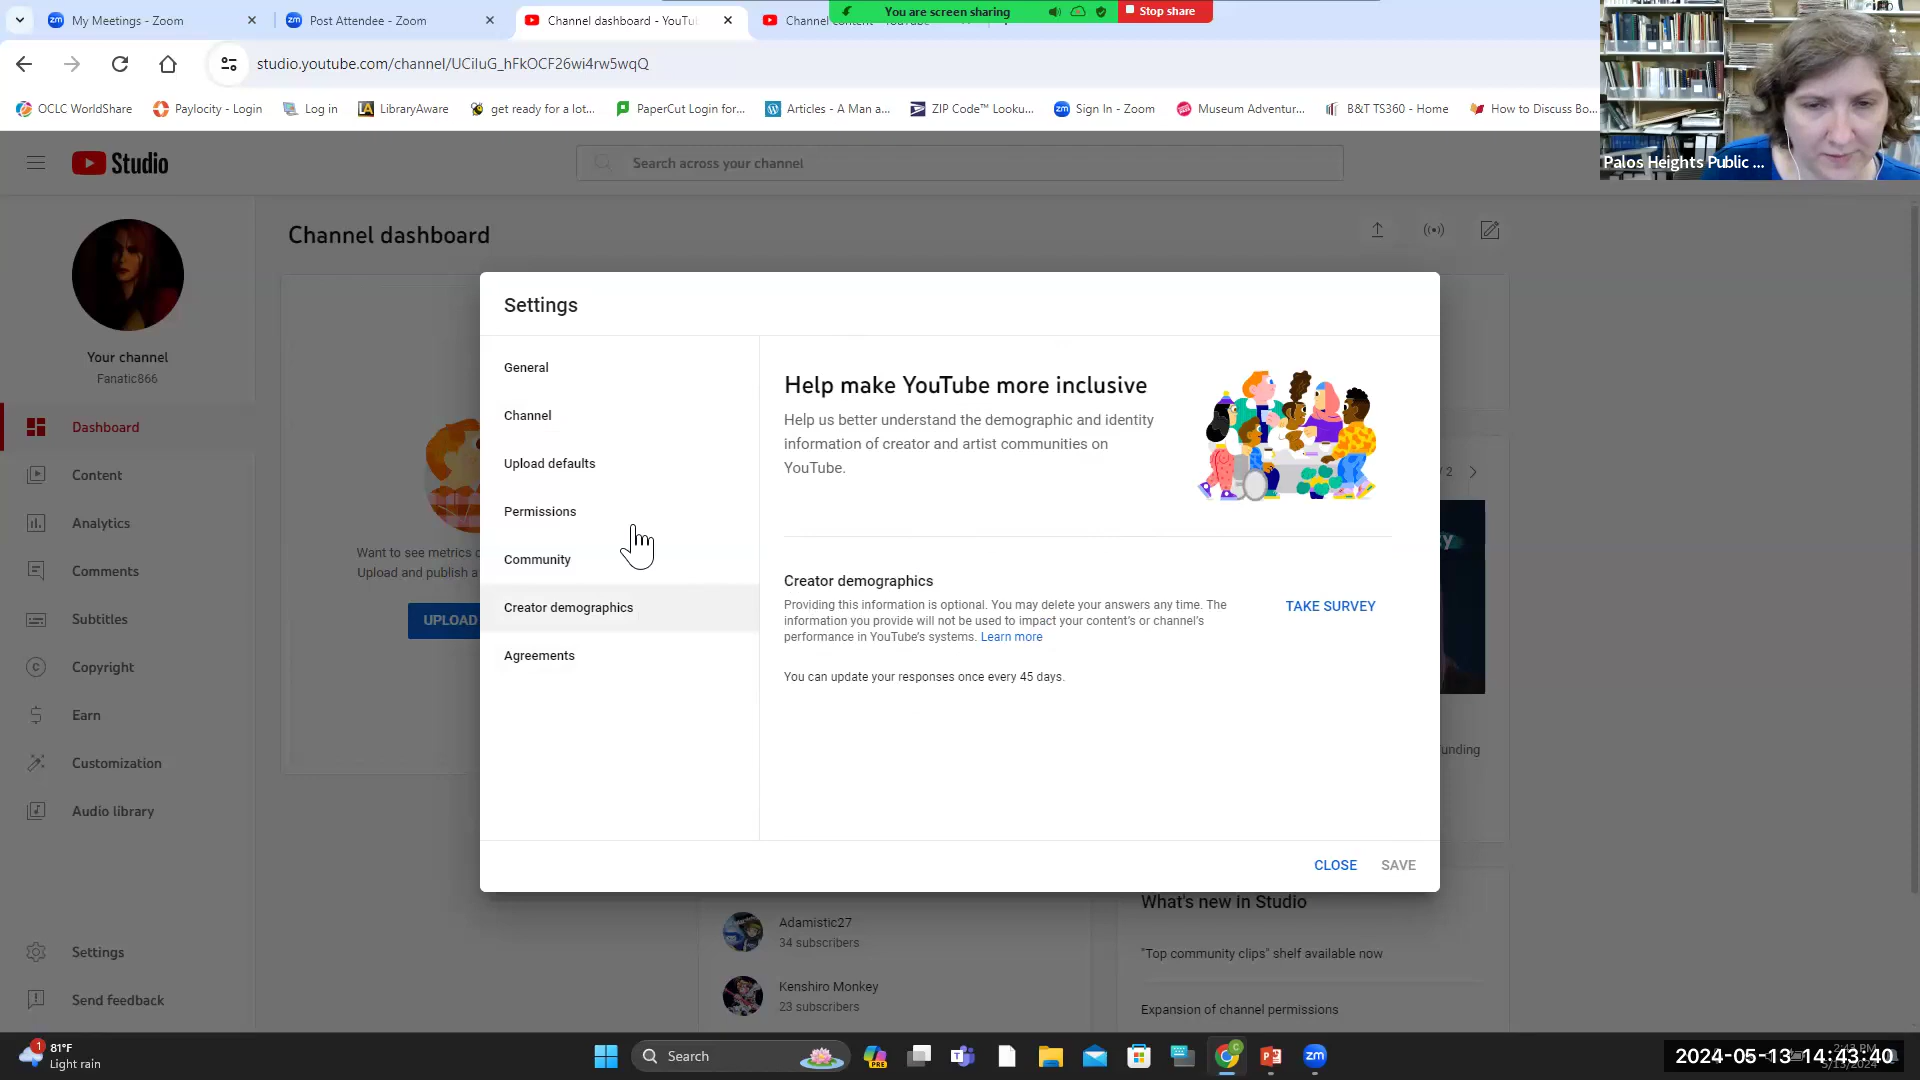 My Meetings - Zoom
Post Attendee - Zoom
Channel dashboard - YouTu
You are screen sharing
Stop share
studio.youtube.com/channel/UCiluG_hFkOCF26wi4rw5wqQ
OCLC WorldShare
Paylocity - Login
Log in
LibraryAware
get ready for a lot...
PaperCut Login for...
Articles - A Man a...
ZIP Code™ Looku...
Sign In - Zoom
Museum Adventur...
B&T TS360 - Home
How to Discuss Bo...
Palos Heights Public ...
Studio
Search across your channel
Channel dashboard
Your channel
Fanatic866
Dashboard
Content
Analytics
Comments
Subtitles
Copyright
Earn
Customization
Audio library
Settings
Send feedback
Want to see metrics
Upload and publish a
UPLOAD
Settings
General
Channel
Upload defaults
Permissions
Community
Creator demographics
Agreements
Help make YouTube more inclusive
Help us better understand the demographic and identity
information of creator and artist communities on
YouTube.
Creator demographics
Providing this information is optional. You may delete your answers any time. The
information you provide will not be used to impact your content's or channel's
performance in YouTube's systems. Learn more
TAKE SURVEY
You can update your responses once every 45 days.
CLOSE
SAVE
/ 2
unding
Adamistic27
34 subscribers
Kenshiro Monkey
23 subscribers
What's new in Studio
"Top community clips" shelf available now
Expansion of channel permissions
1
81°F
Light rain
Search
2024-05-13 14:43:40